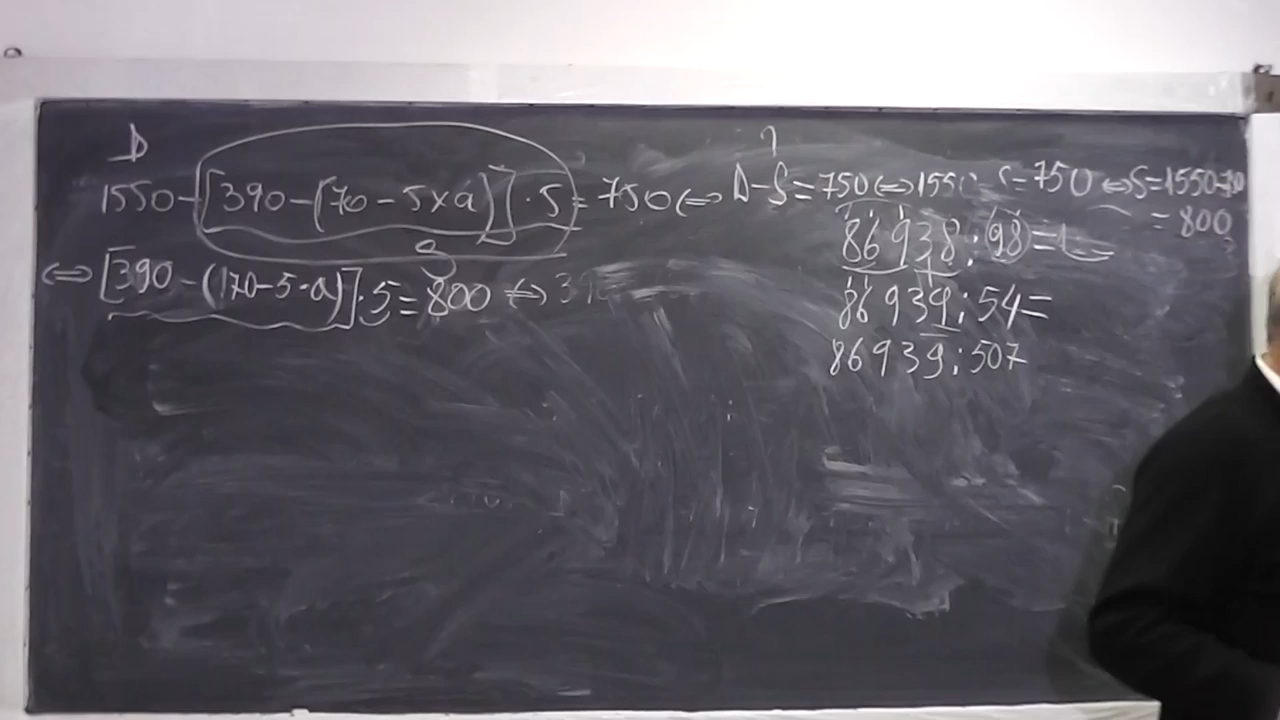 D
1550-[390-(70-5×a)]·5=750⇔ D-S=750⇔1550 S=750 ⇔S=1550-750
=800
S
⇔[390-(170-5·a)]·5=800⇔
86938:98=1
86939:54=
86939:507